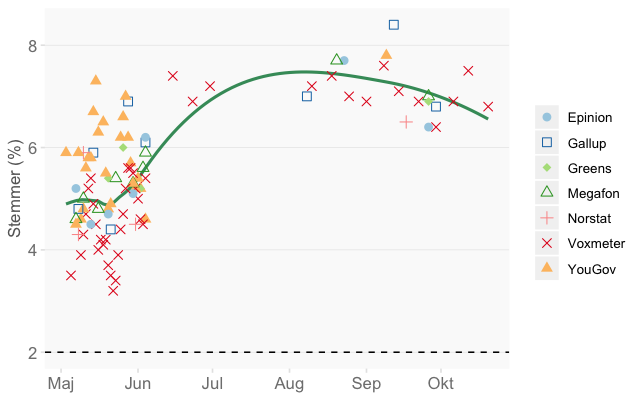 Stemmer (%)
8
6
4
2
Maj Jun Jul Aug Sep Okt
Epinion
Gallup
Greens
Megafon
Norstat
Voxmeter
YouGov